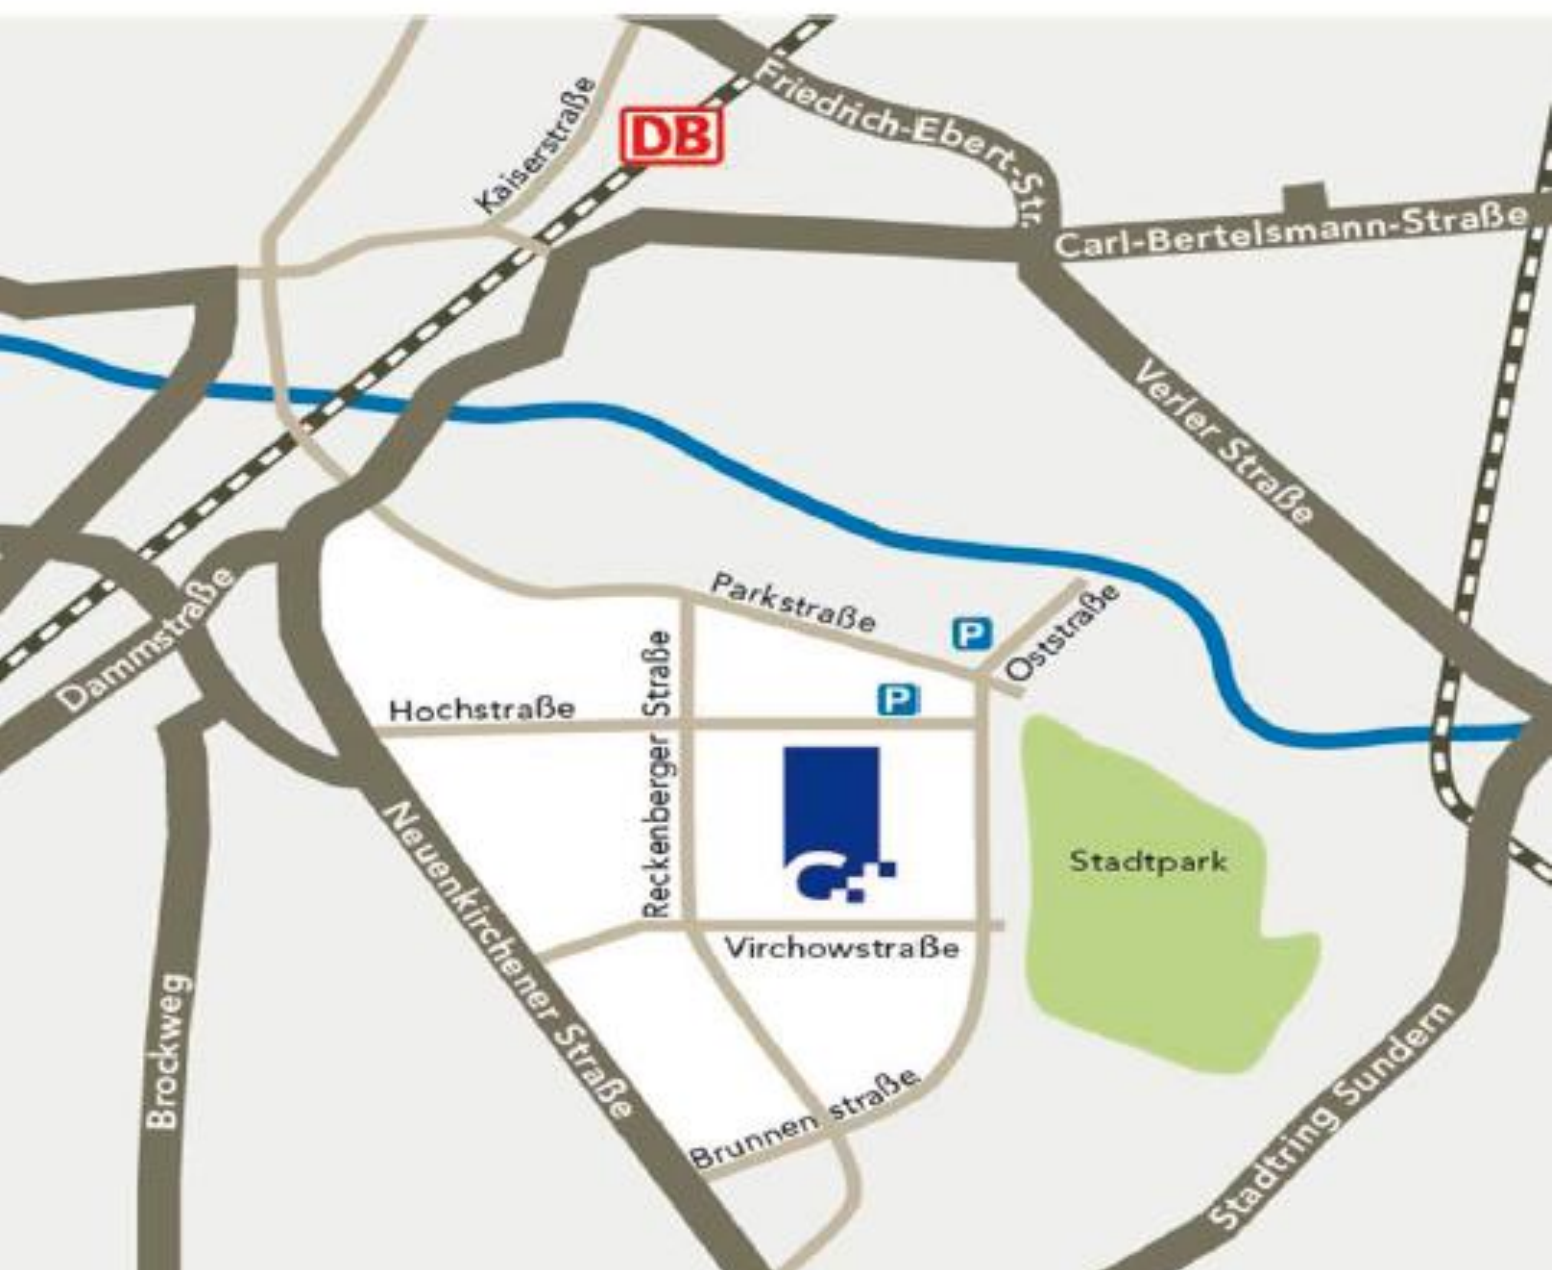 Friedrich-Ebert-Str.
Kaiserstraße
DB
Carl-Bertelsmann-Straße
Verler Straße
Parkstraße
P
Oststraße
Dammstraße
Hochstraße
P
Reckenberger Straße
Stadtpark
Neuenkirchener Straße
Virchowstraße
Brockweg
Brunnenstraße
Stadtring Sundern